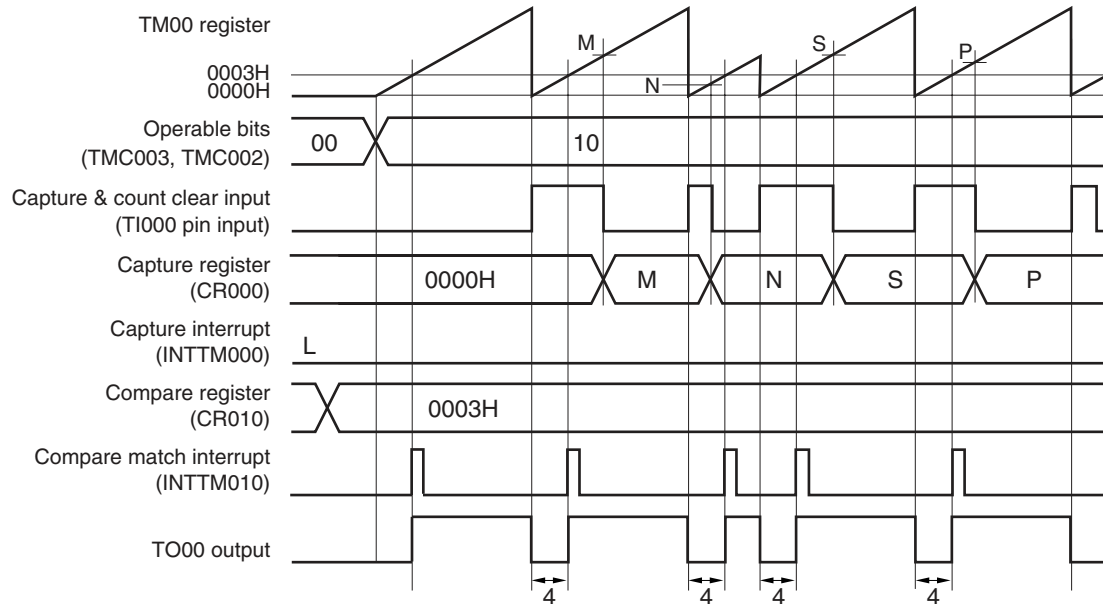 TM00 register
M
S
P
N
0003H
0000H
Operable bits
(TMC003, TMC002)
00
10
Capture & count clear input
(TI000 pin input)
Capture register
(CR000)
0000H
M
N
S
P
Capture interrupt
(INTTM000)
L
Compare register
(CR010)
0003H
Compare match interrupt
(INTTM010)
TO00 output
4
4
4
4